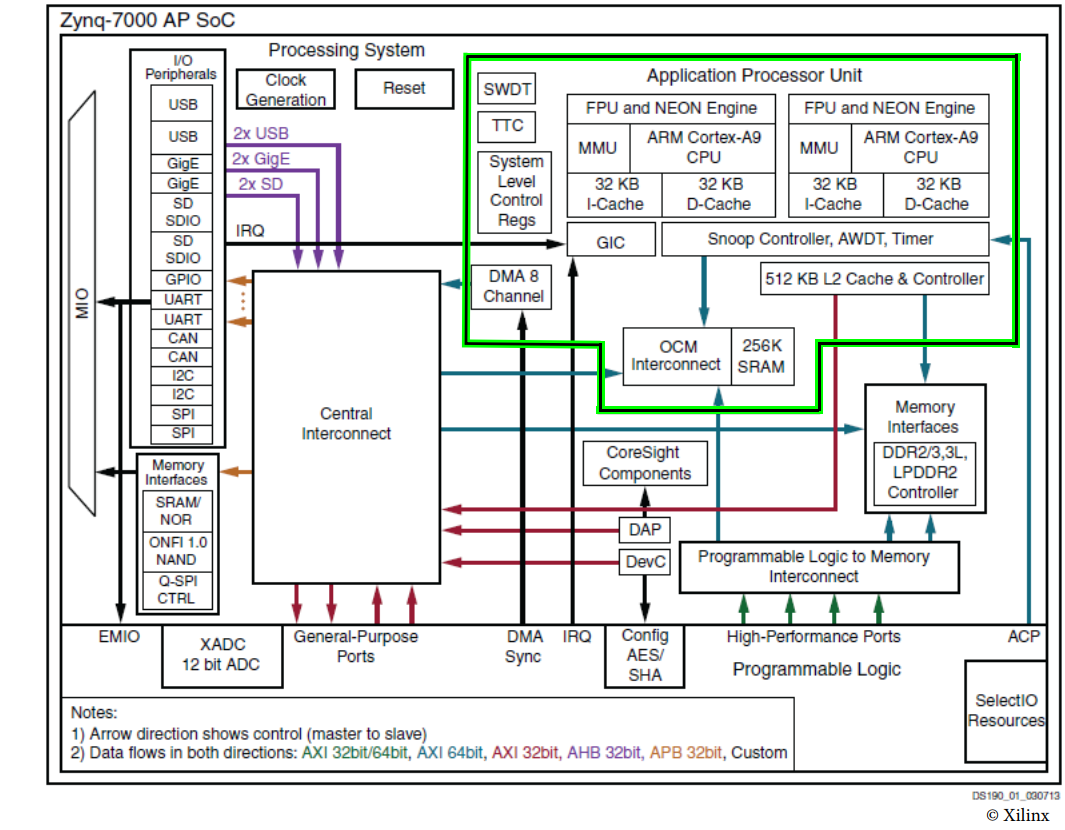 Zynq-7000 AP SoC
Processing System
I/O
Peripherals
USB
USB
GigE
GigE
SD
SDIO
SD
SDIO
GPIO
UART
UART
CAN
CAN
I2C
I2C
SPI
SPI
MIO
Memory
Interfaces
SRAM/
NOR
ONFI 1.0
NAND
Q-SPI
CTRL
Clock
Generation
Reset
2x USB
2x GigE
2x SD
IRQ
Central
Interconnect
Application Processor Unit
SWDT
TTC
System
Level
Control
Regs
DMA 8
Channel
FPU and NEON Engine
MMU
ARM Cortex-A9
CPU
32 KB
I-Cache
32 KB
D-Cache
FPU and NEON Engine
MMU
ARM Cortex-A9
CPU
32 KB
I-Cache
32 KB
D-Cache
GIC
Snoop Controller, AWDT, Timer
512 KB L2 Cache & Controller
OCM
Interconnect
256K
SRAM
Memory
Interfaces
DDR2/3,3L,
LPDDR2
Controller
CoreSight
Components
DAP
DevC
Programmable Logic to Memory
Interconnect
EMIO
XADC
12 bit ADC
General-Purpose
Ports
DMA
Sync
IRQ
Config
AES/
SHA
High-Performance Ports
ACP
Programmable Logic
SelectIO
Resources
Notes:
1) Arrow direction shows control (master to slave)
2) Data flows in both directions: AXI 32bit/64bit, AXI 64bit, AXI 32bit, AHB 32bit, APB 32bit, Custom
DS190_01_030713
© Xilinx